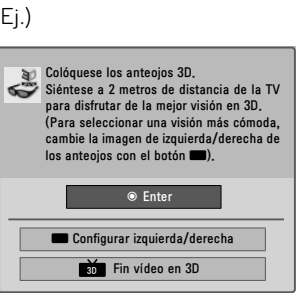 Ej.)
3D
Colóquese los anteojos 3D.
Siéntese a 2 metros de distancia de la TV
para disfrutar de la mejor visión en 3D.
(Para seleccionar una visión más cómoda,
cambie la imagen de izquierda/derecha de
los anteojos con el botón ).
Enter
Configurar izquierda/derecha
3D Fin vídeo en 3D